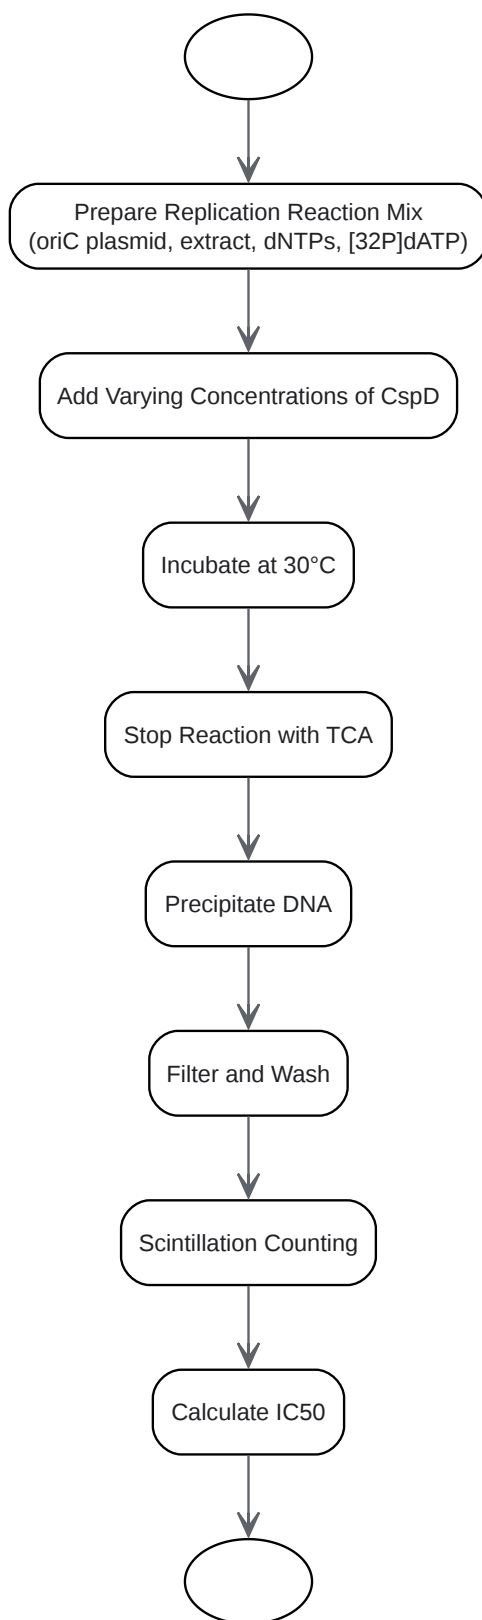 Prepare Replication Reaction Mix
(oriC plasmid, extract, dNTPs, [32P]dATP)
Add Varying Concentrations of CspD
Incubate at 30°C
Stop Reaction with TCA
Precipitate DNA
Filter and Wash
Scintillation Counting
Calculate IC50